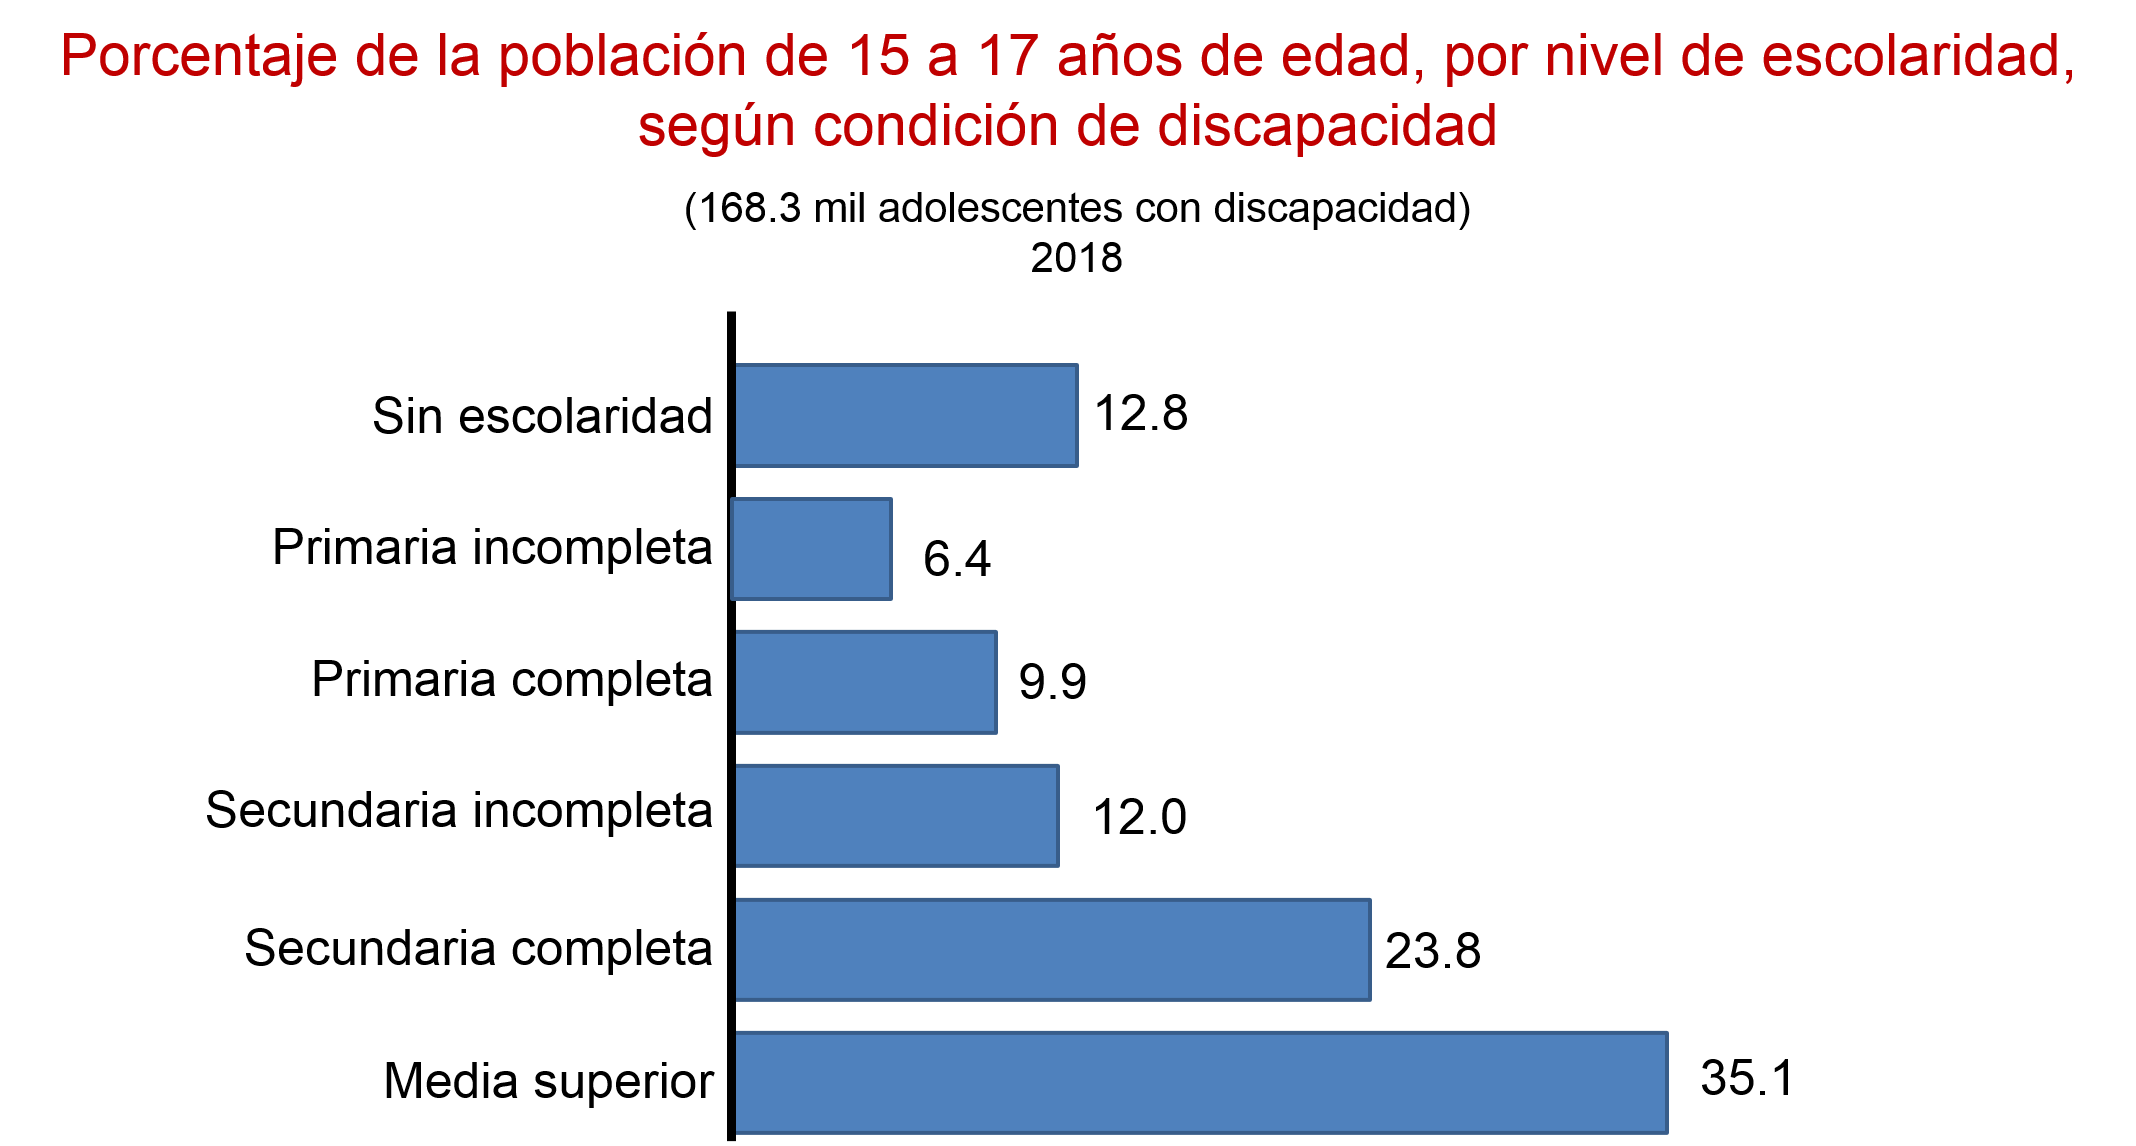 Porcentaje de la población de 15 a 17 años de edad, por nivel de escolaridad,
según condición de discapacidad
(168.3 mil adolescentes con discapacidad)
2018
Sin escolaridad 12.8
Primaria incompleta 6.4
Primaria completa 9.9
Secundaria incompleta 12.0
Secundaria completa 23.8
Media superior 35.1